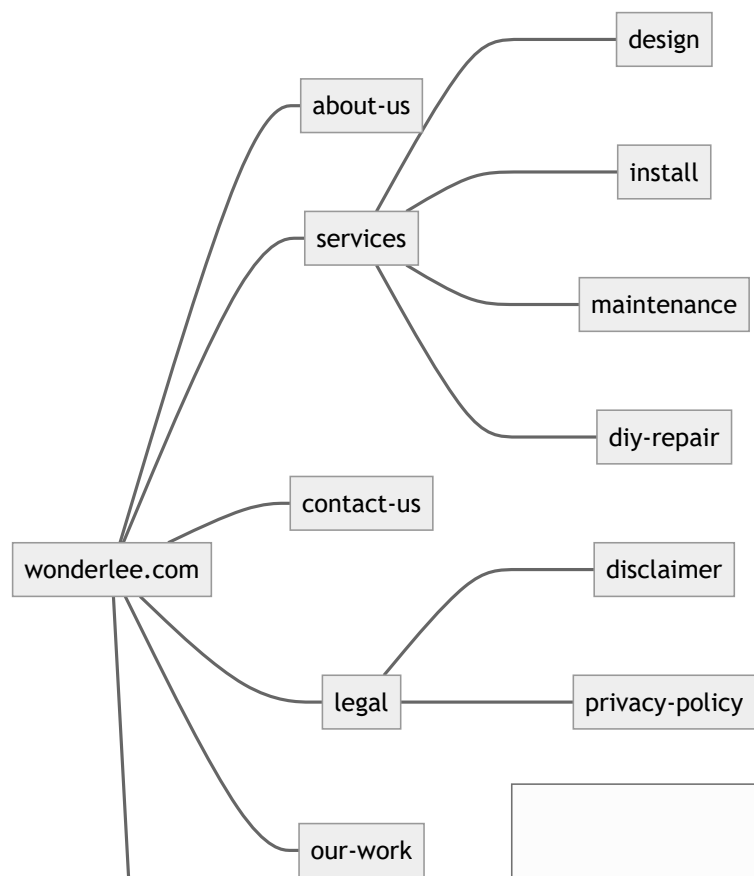 design
about-us
install
services
maintenance
diy-repair
contact-us
wonderlee.com
disclaimer
legal
privacy-policy
our-work